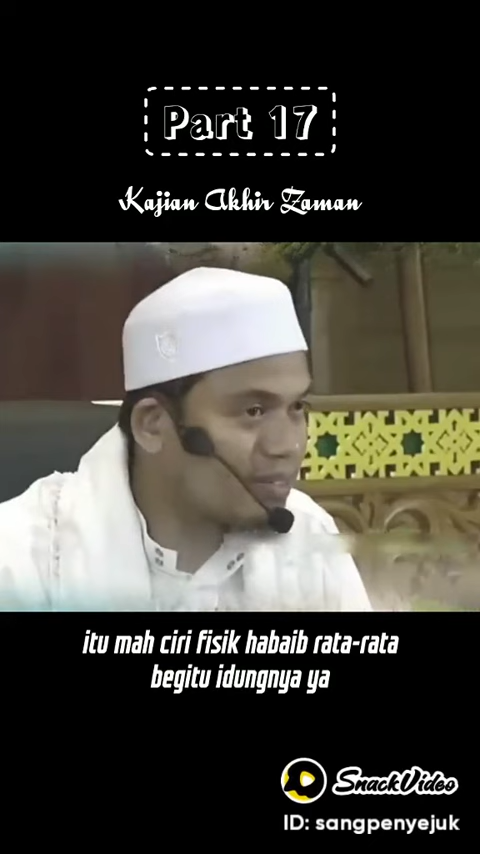 Part 17
Kajian Akhir Zaman
itu mah ciri fisik habaib rata-rata
begitu idungnya ya
SnackVideo
ID: sangpenyejuk